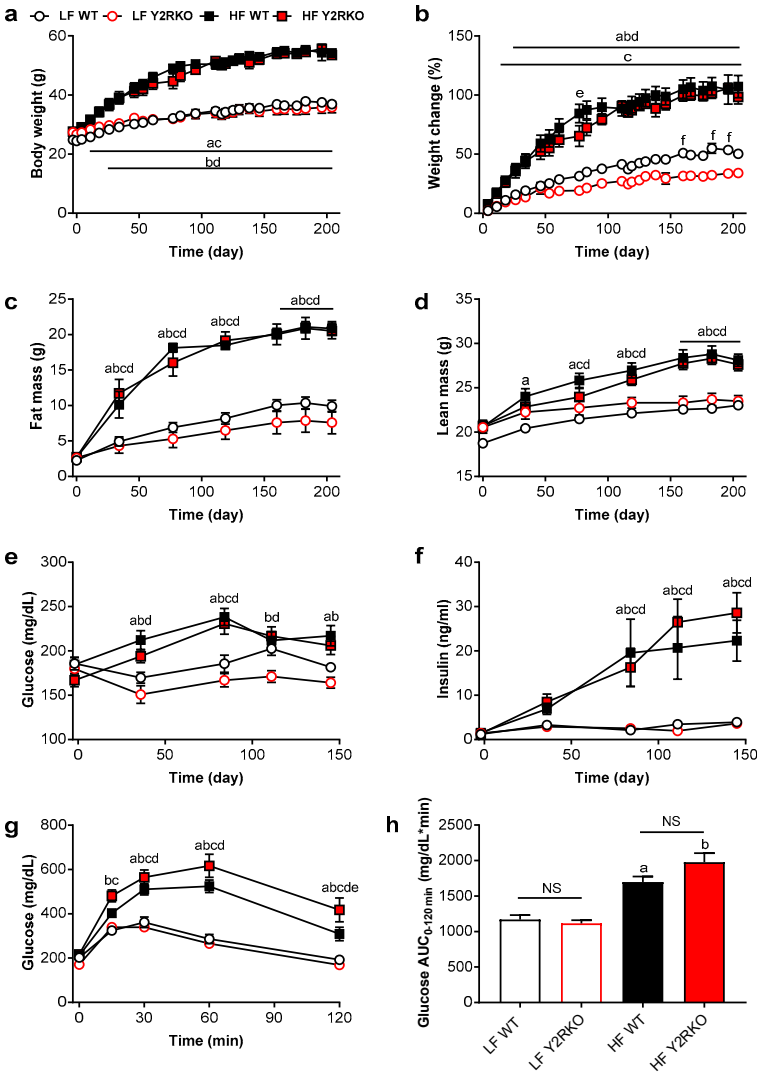 a LF WT LF Y2RKO HF WT HF Y2RKO
60
40
20
0
Body weight (g)
ac
bd
0 50 100 150 200
Time (day)
b
150
100
50
0
Weight change (%)
abd
c
e
f f f
0 50 100 150 200
Time (day)
c
25
20
15
10
5
0
Fat mass (g)
abcd
abcd
abcd
abcd
0 50 100 150 200
Time (day)
d
35
30
25
20
15
Lean mass (g)
a
acd
abcd
abcd
0 50 100 150 200
Time (day)
e
300
250
200
150
100
Glucose (mg/dL)
abd
abcd
bd
ab
0 50 100 150
Time (day)
f
40
30
20
10
0
Insulin (ng/ml)
abcd
abcd
abcd
0 50 100 150
Time (day)
g
800
600
400
200
0
Glucose (mg/dL)
bc
abcd
abcd
abcde
0 30 60 90 120
Time (min)
h
2500
2000
1500
1000
500
0
Glucose AUC0-120 min (mg/dL*min)
NS
NS
a
b
LF WT
LF Y2RKO
HF WT
HF Y2RKO